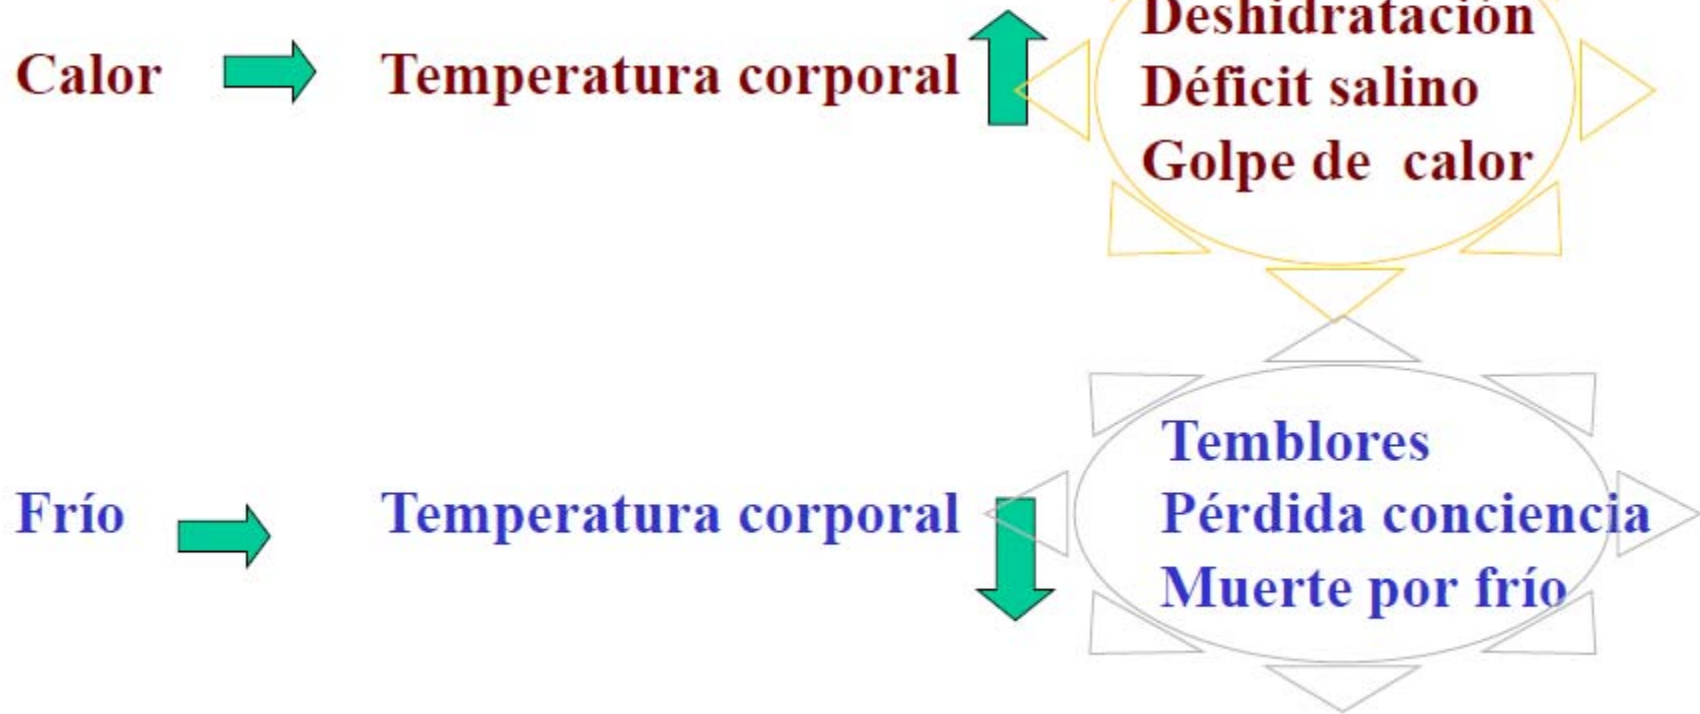 Calor
Temperatura corporal
Deshidratación
Déficit salino
Golpe de calor
Frío
Temperatura corporal
Temblores
Pérdida conciencia
Muerte por frío